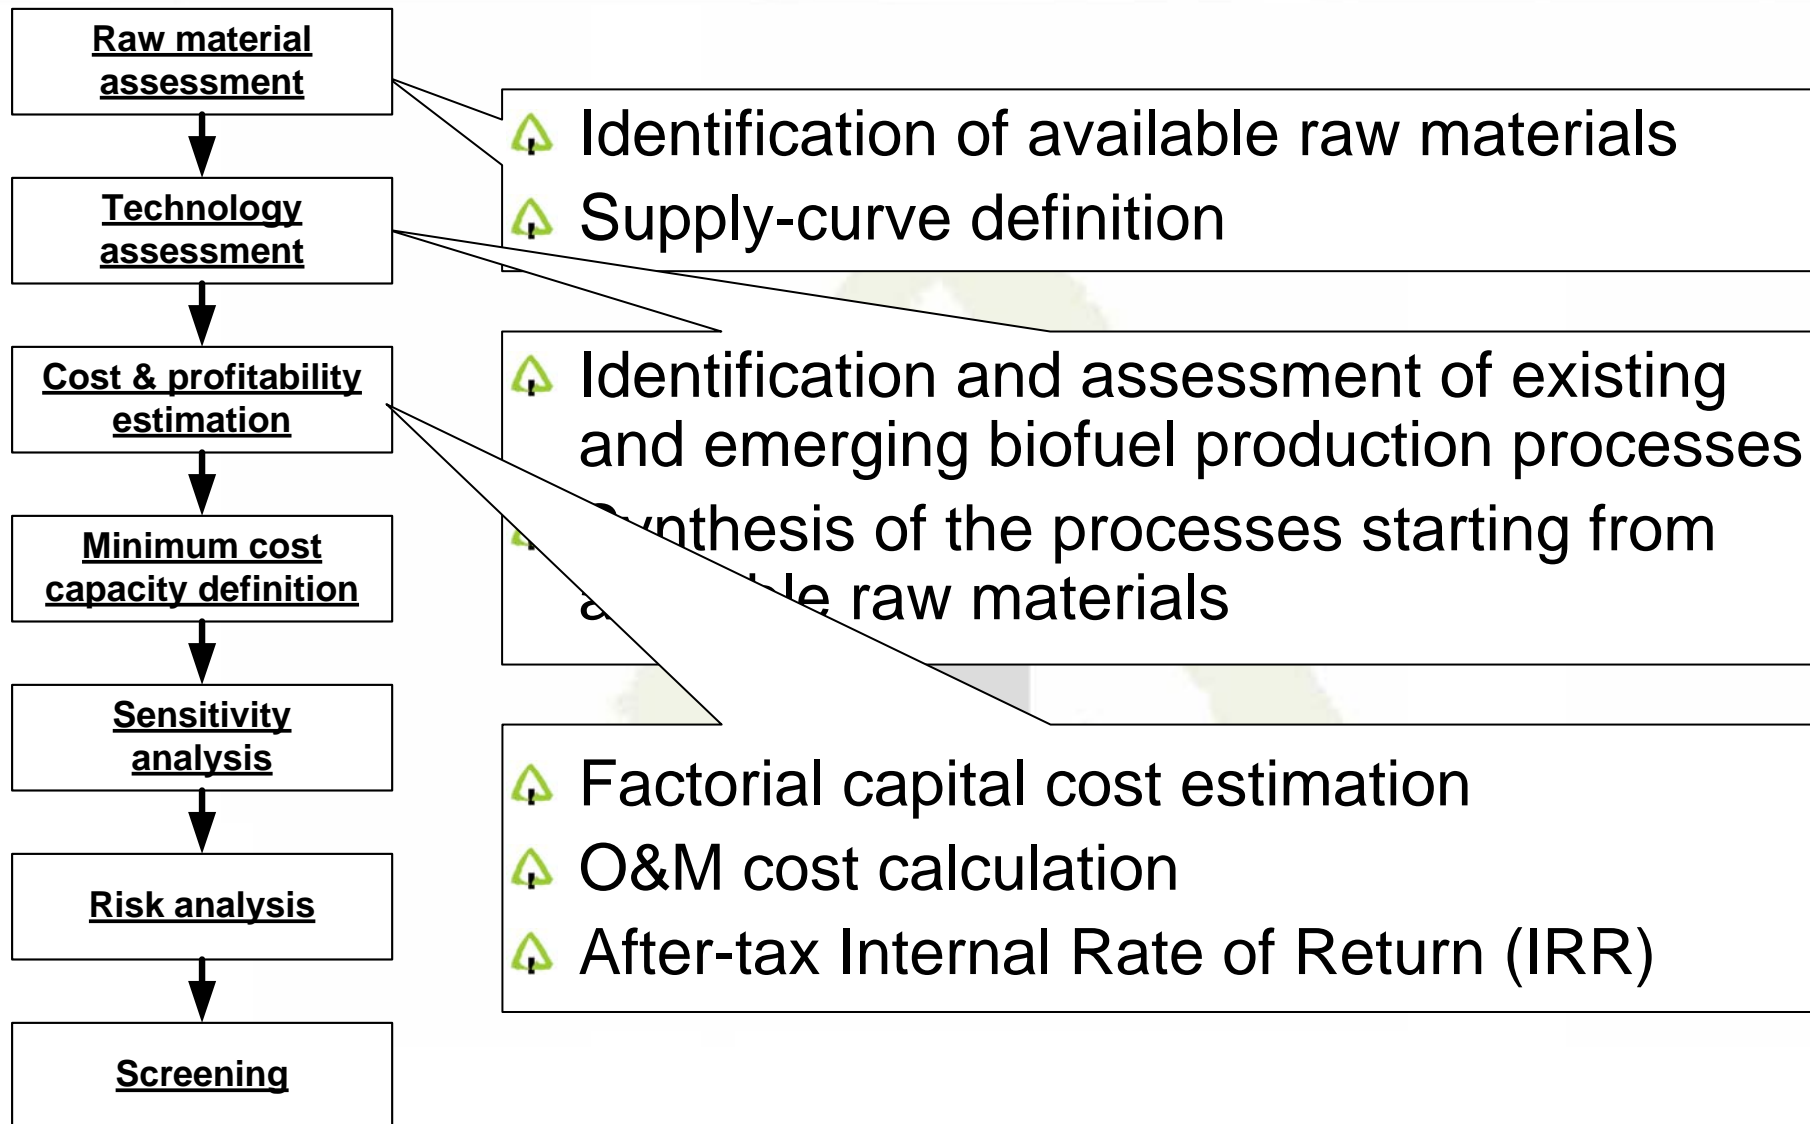 Raw material
assessment
Technology
assessment
Cost & profitability
estimation
Minimum cost
capacity definition
Sensitivity
analysis
Risk analysis
Screening
Identification of available raw materials
Supply-curve definition
Identification and assessment of existing
and emerging biofuel production processes
Synthesis of the processes starting from
raw materials
Factorial capital cost estimation
O&M cost calculation
After-tax Internal Rate of Return (IRR)